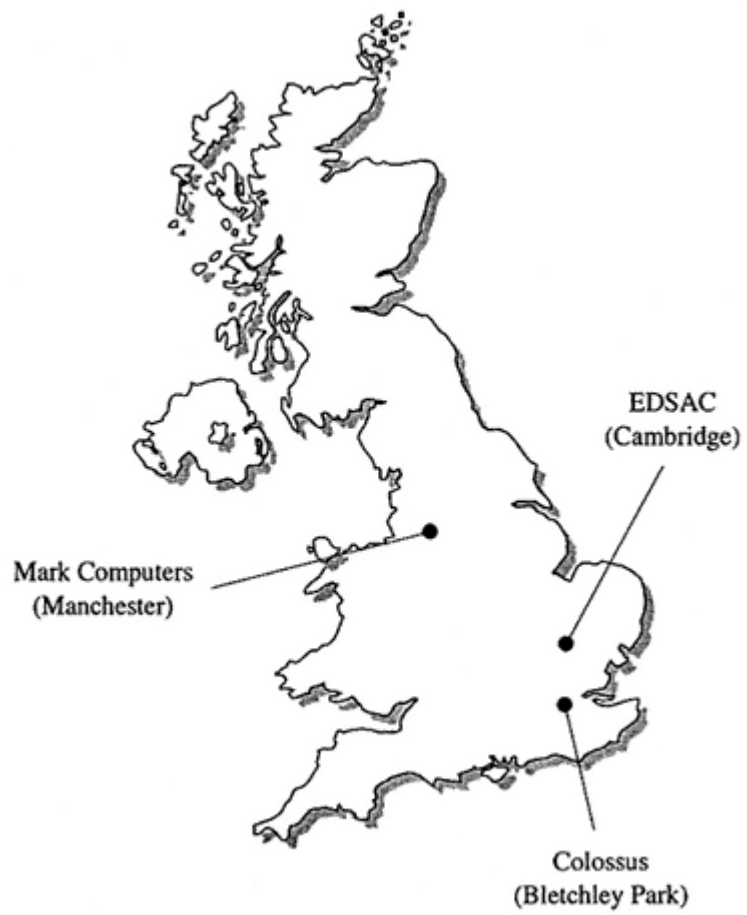 EDSAC
(Cambridge)
Mark Computers
(Manchester)
Colossus
(Bletchley Park)